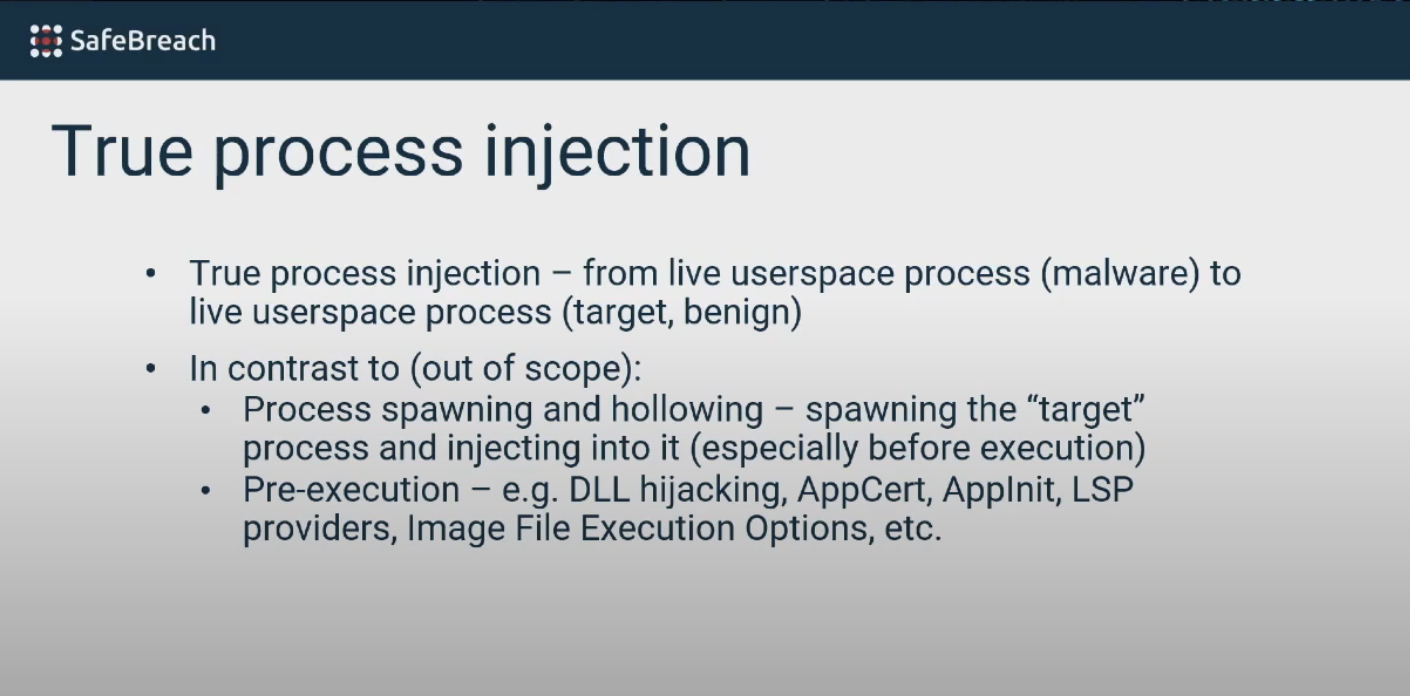 SafeBreach
True process injection
• True process injection – from live userspace process (malware) to
live userspace process (target, benign)
• In contrast to (out of scope):
• Process spawning and hollowing – spawning the “target”
process and injecting into it (especially before execution)
• Pre-execution – e.g. DLL hijacking, AppCert, AppInit, LSP
providers, Image File Execution Options, etc.